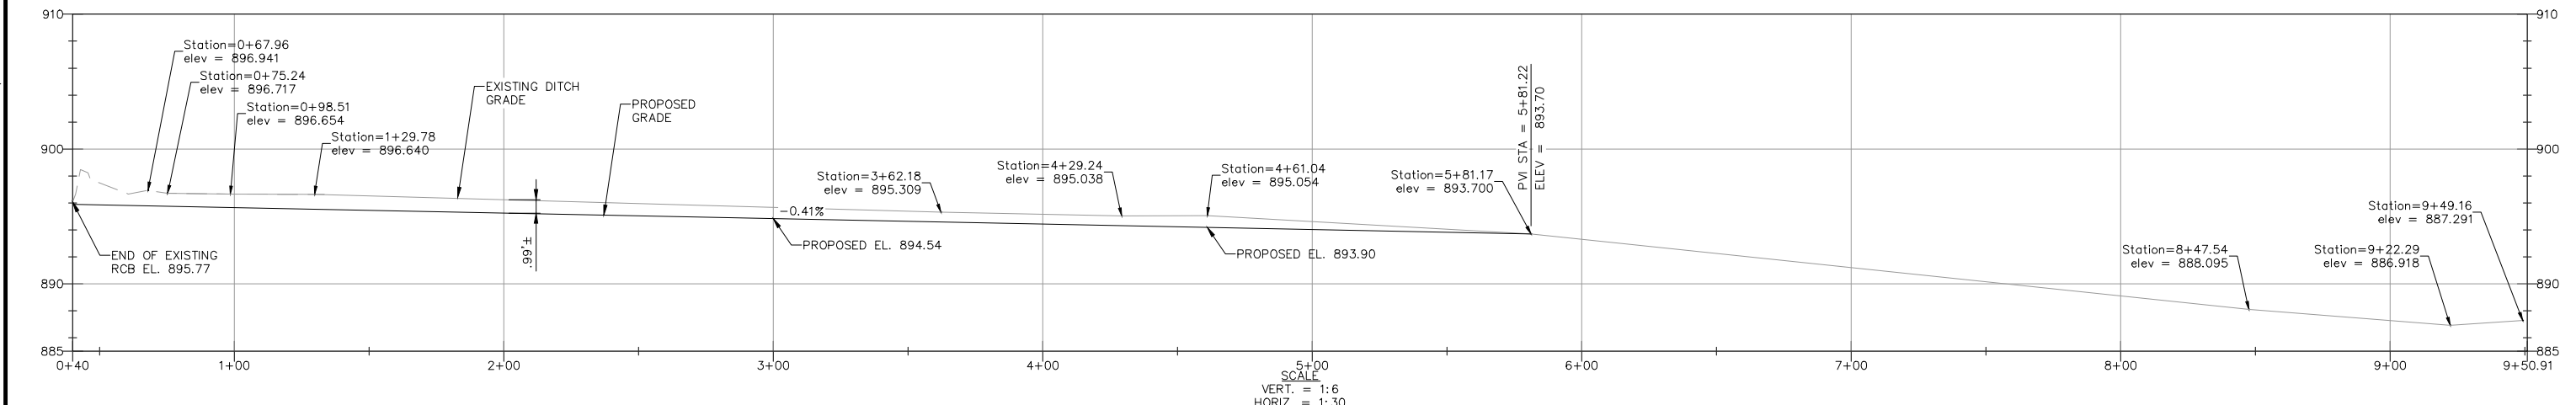 910
910
Station=0+67.96
elev = 896.941
Station=0+75.24
elev = 896.717
Station=0+98.51
elev = 896.654
Station=1+29.78
elev = 896.640
EXISTING DITCH
GRADE
PROPOSED
GRADE
PVI STA = 5+81.22
ELEV = 893.70
900
900
Station=3+62.18
elev = 895.309
Station=4+29.24
elev = 895.038
Station=4+61.04
elev = 895.054
Station=5+81.17
elev = 893.700
-0.41%
.99'±
PROPOSED EL. 894.54
PROPOSED EL. 893.90
END OF EXISTING
RCB EL. 895.77
Station=8+47.54
elev = 888.095
Station=9+22.29
elev = 886.918
Station=9+49.16
elev = 887.291
890
890
885
885
0+40
1+00
2+00
3+00
4+00
5+00
6+00
7+00
8+00
9+00
9+50.91
SCALE
VERT. = 1:6
HORIZ. = 1:30